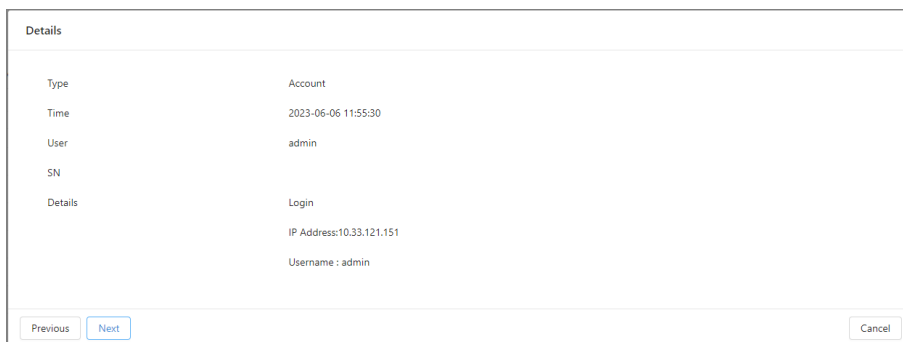 Details
Type Account
Time 2023-06-06 11:55:30
User admin
SN
Details Login
IP Address:10.33.121.151
Username : admin
Previous Next Cancel